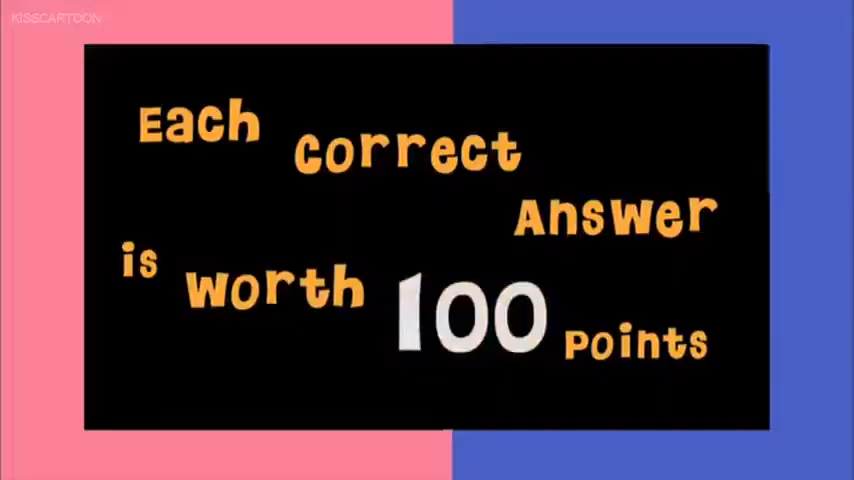 KISSCARTOON
Each correct
Answer
is worth 100 points